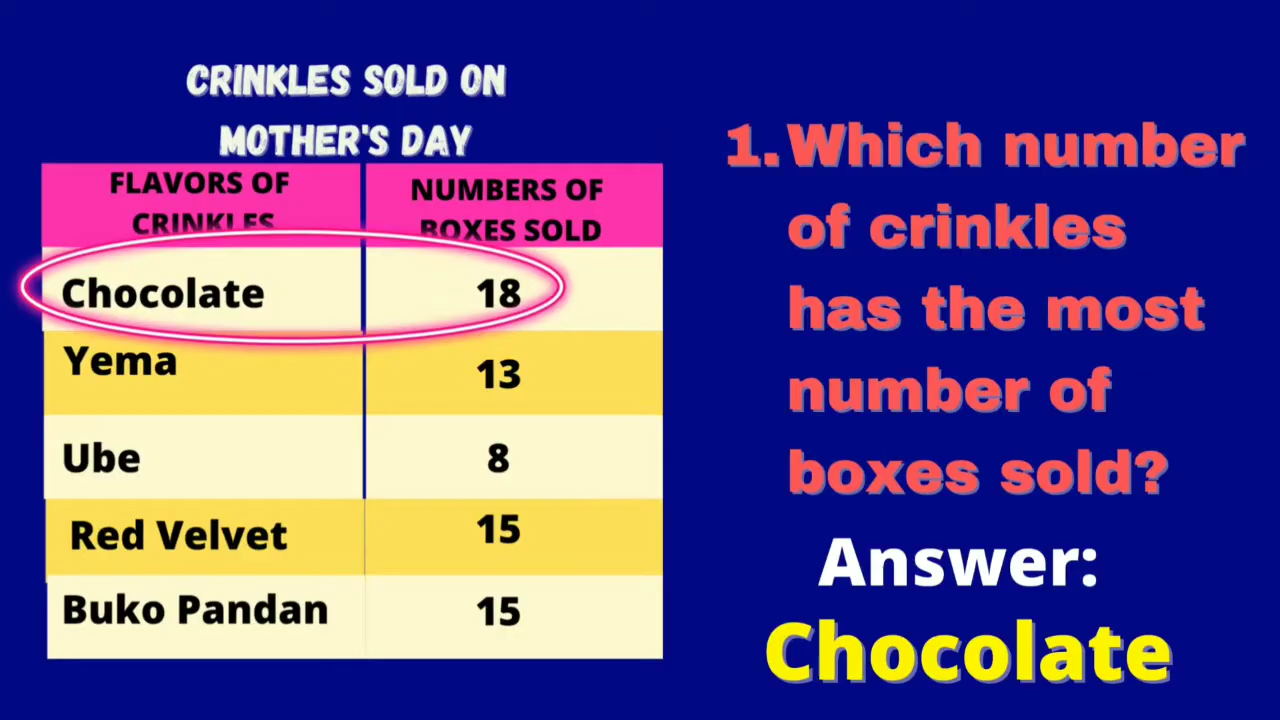 CRINKLES SOLD ON
MOTHER'S DAY
FLAVORS OF
CRINKLES
NUMBERS OF
BOXES SOLD
Chocolate 18
Yema 13
Ube 8
Red Velvet 15
Buko Pandan 15
1. Which number
of crinkles
has the most
number of
boxes sold?
Answer:
Chocolate